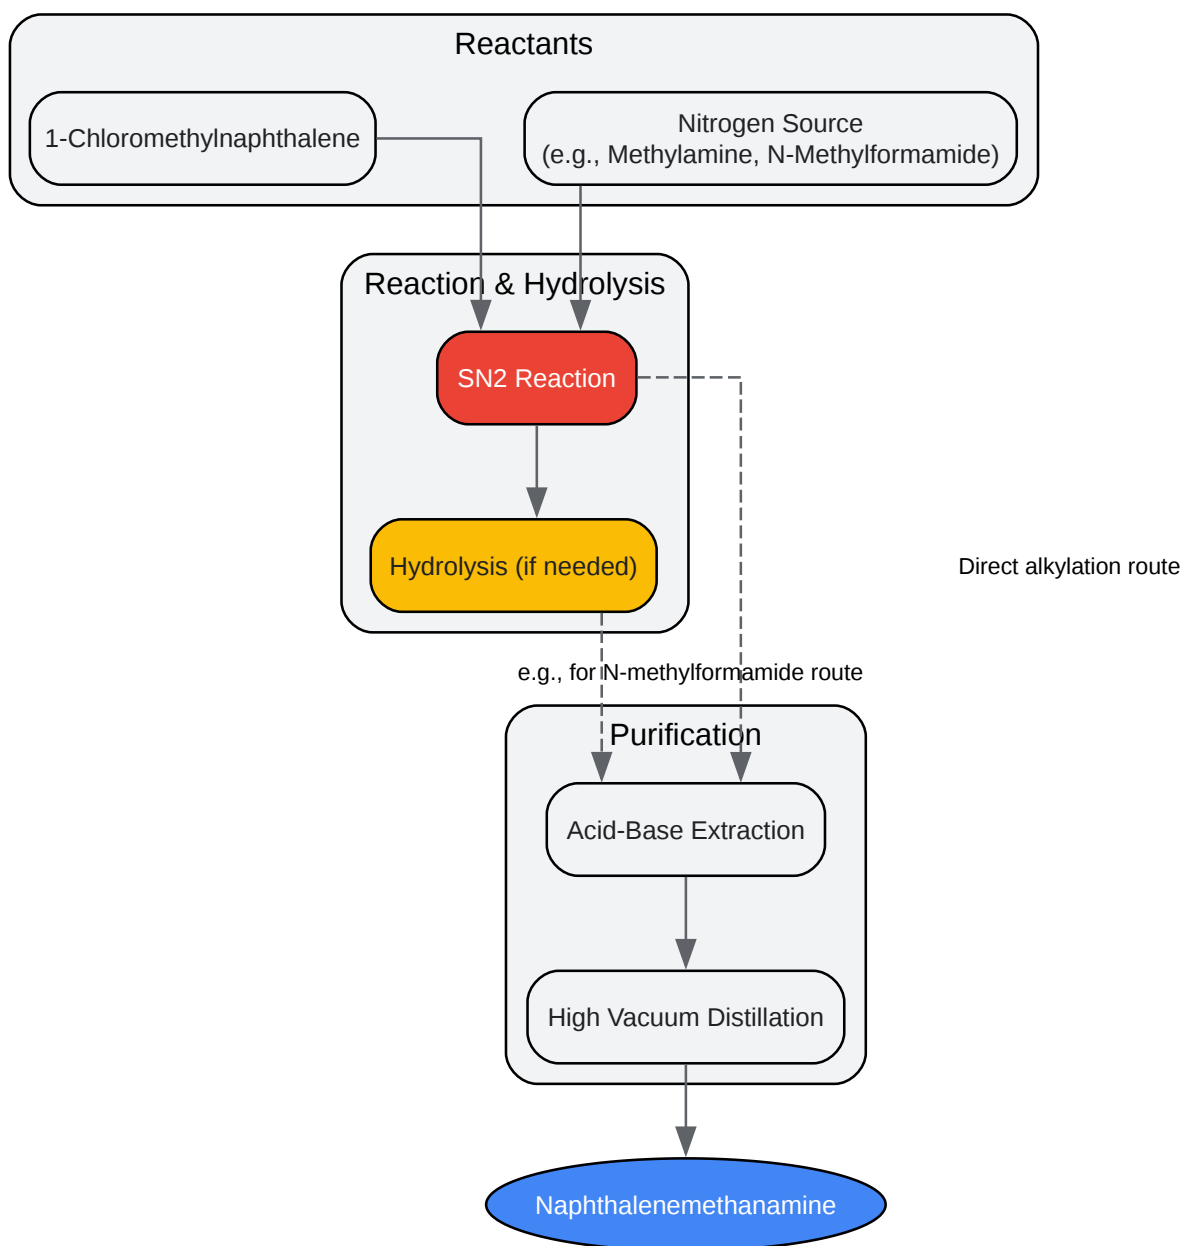 Reactants
1-Chloromethylnaphthalene
Nitrogen Source
(e.g., Methylamine, N-Methylformamide)
Reaction & Hydrolysis
SN2 Reaction
Hydrolysis (if needed)
Direct alkylation route
e.g., for N-methylformamide route
Purification
Acid-Base Extraction
High Vacuum Distillation
Naphthalenemethanamine